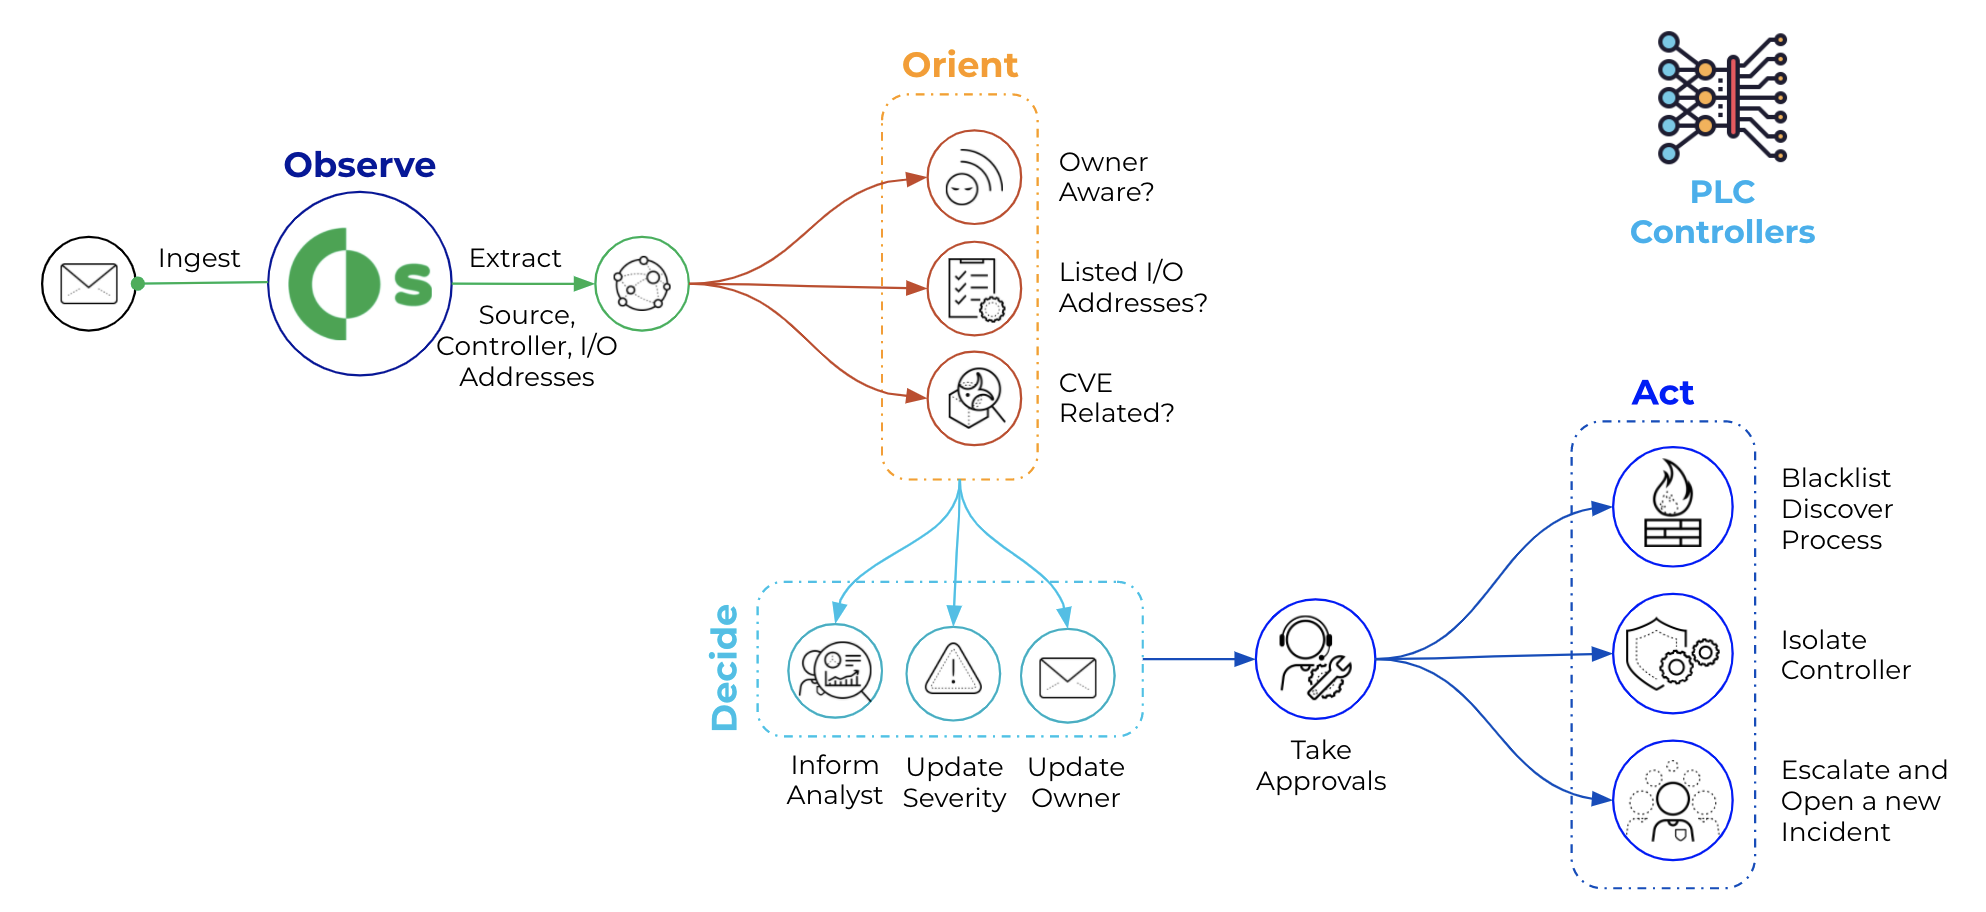 Orient
Observe
Ingest
s
Extract
Source,
Controller, I/O
Addresses
Owner
Aware?
Listed I/O
Addresses?
CVE
Related?
PLC
Controllers
Decide
Inform
Analyst
Update
Severity
Update
Owner
Take
Approvals
Act
Blacklist
Discover
Process
Isolate
Controller
Escalate and
Open a new
Incident